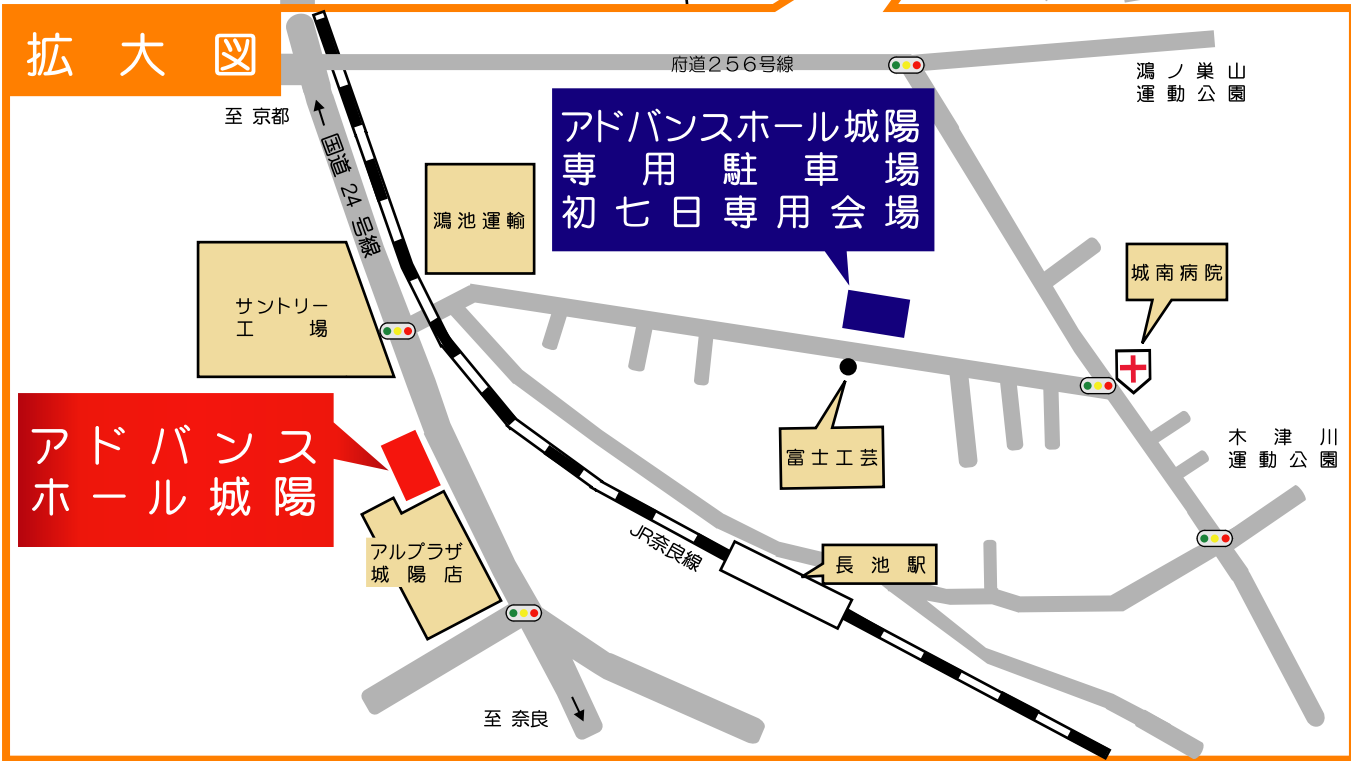 拡大図
府道256号線
鴻ノ巣山
運動公園
至 京都
国道24号線
アドバンスホール城陽
専用駐車場
初七日専用会場
鴻池運輸
城南病院
サントリー
工場
アドバンス
ホール城陽
富士工芸
木津川
運動公園
JR奈良線
アルプラザ
城陽店
長池駅
至 奈良